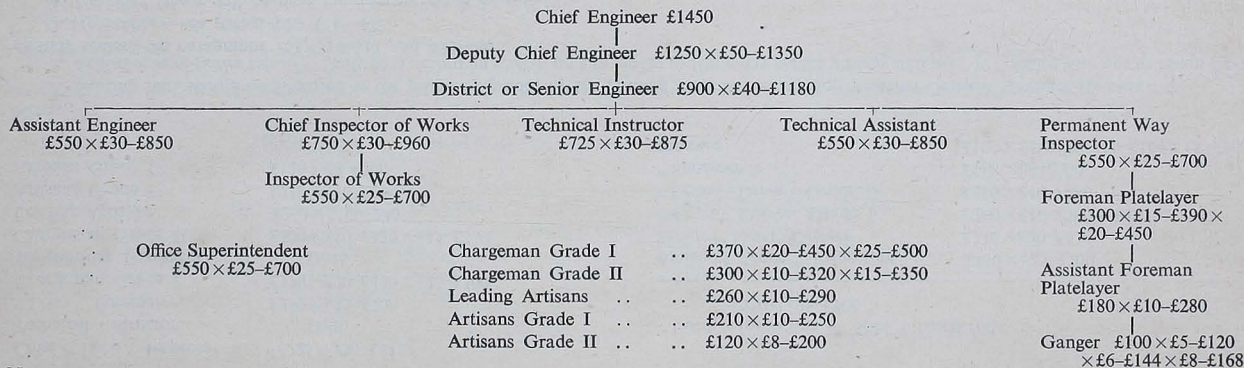 Chief Engineer £1450
Deputy Chief Engineer £1250×£50–£1350
District or Senior Engineer £900×£40–£1180
Assistant Engineer
£550×£30–£850
Chief Inspector of Works
£750×£30–£960
Inspector of Works
£550×£25–£700
Technical Instructor
£725×£30–£875
Technical Assistant
£550×£30–£850
Permanent Way
Inspector
£550×£25–£700
Foreman Platelayer
£300×£15–£390×
£20–£450
Assistant Foreman
Platelayer
£180×£10–£280
Ganger £100×£5–£120
×£6–£144×£8–£168
Office Superintendent
£550×£25–£700
Chargeman Grade I .. £370×£20–£450×£25–£500
Chargeman Grade II .. £300×£10–£320×£15–£350
Leading Artisans .. .. £260×£10–£290
Artisans Grade I .. .. £210×£10–£250
Artisans Grade II .. .. £120×£8–£200